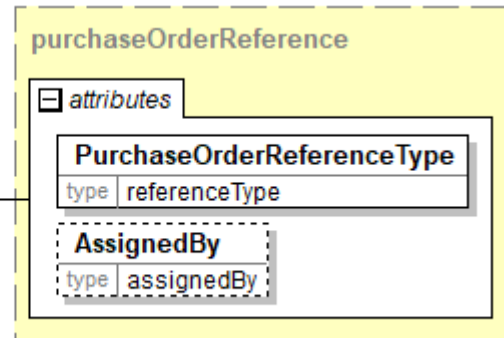 purchaseOrderReference
attributes
PurchaseOrderReferenceType
type referenceType
AssignedBy
type assignedBy